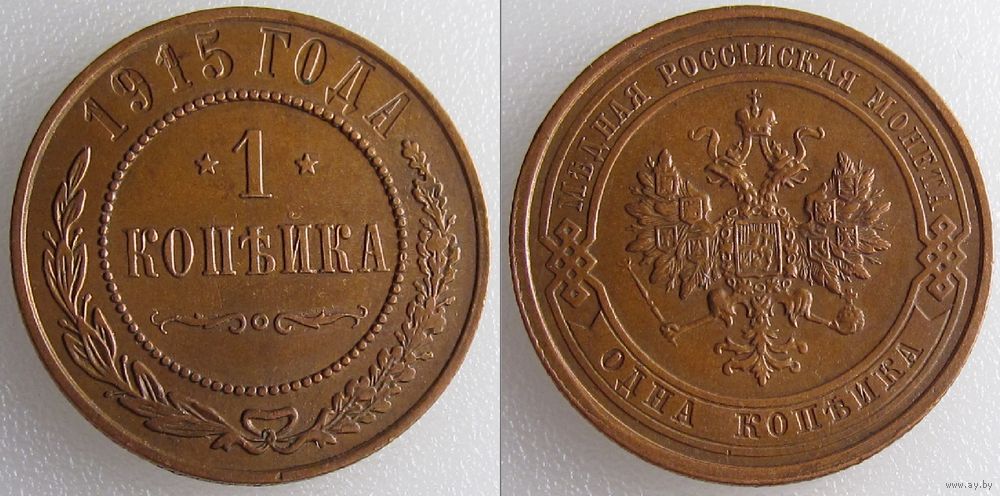 1915 ГОДА
1
КОПѢЙКА
МѢДНАЯ РОССІЙСКАЯ МОНЕТА
ОДНА КОПѢЙКА
www.ay.by